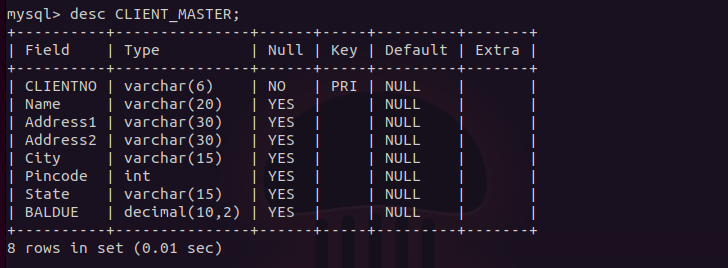 mysql> desc CLIENT_MASTER;
+----------+---------------+------+-----+---------+-------+
| Field    | Type          | Null | Key | Default | Extra |
+----------+---------------+------+-----+---------+-------+
| CLIENTNO | varchar(6)    | NO   | PRI | NULL    |       |
| Name     | varchar(20)   | YES  |     | NULL    |       |
| Address1 | varchar(30)   | YES  |     | NULL    |       |
| Address2 | varchar(30)   | YES  |     | NULL    |       |
| City     | varchar(15)   | YES  |     | NULL    |       |
| Pincode  | int           | YES  |     | NULL    |       |
| State    | varchar(15)   | YES  |     | NULL    |       |
| BALDUE   | decimal(10,2) | YES  |     | NULL    |       |
+----------+---------------+------+-----+---------+-------+
8 rows in set (0.01 sec)